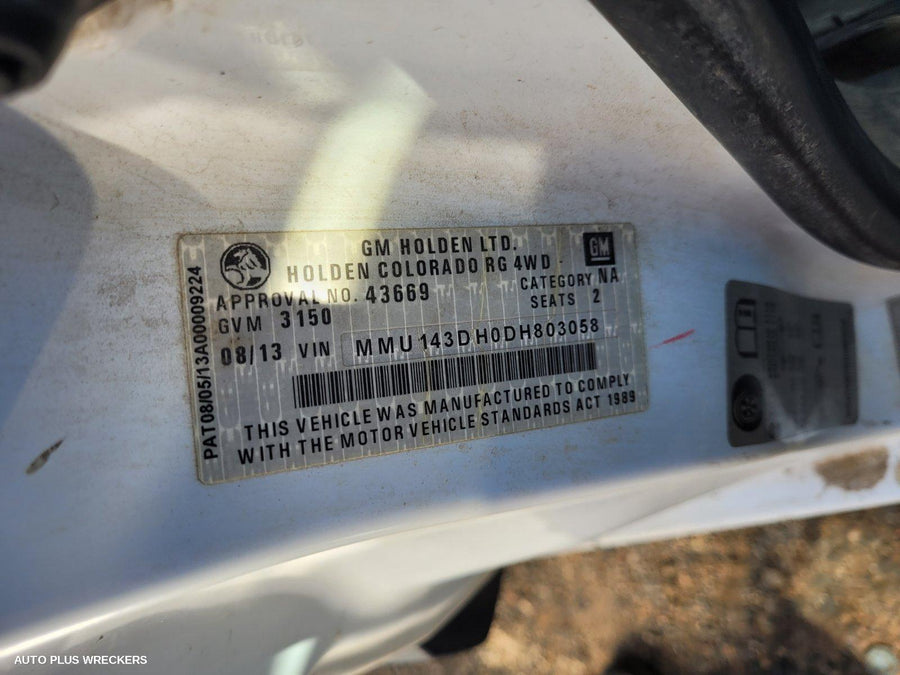 GM HOLDEN LTD.
GM
HOLDEN COLORADO RG 4WD
APPROVAL NO. 43669
CATEGORY NA
GVM 3150
SEATS 2
08/13 VIN MMU143DH0DH803058
THIS VEHICLE WAS MANUFACTURED TO COMPLY
WITH THE MOTOR VEHICLE STANDARDS ACT 1989
PAT08/05/13A000009224
AUTO PLUS WRECKERS